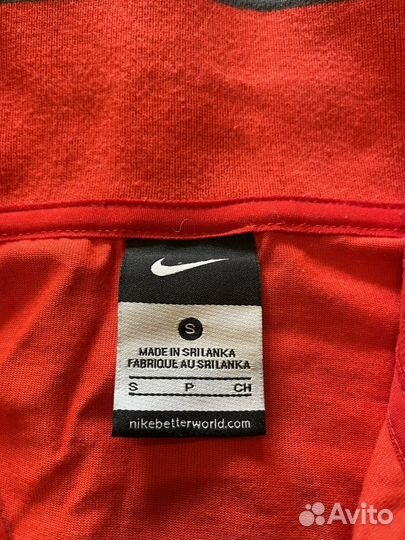 S
MADE IN SRI LANKA
FABRIQUE AU SRI LANKA
S P CH
nikebetterworld.com
Avito